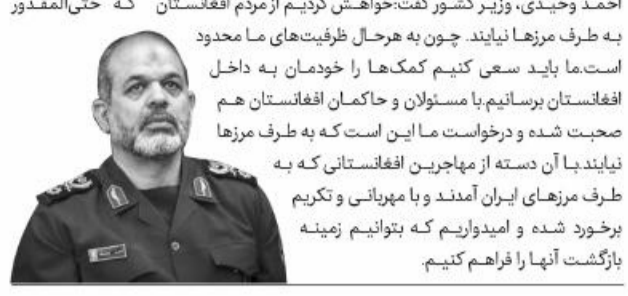 احمد وحیدی، وزیر کشور گفت:خواهش کردیم از مردم افغانستان که حتی‌المقدور
به طرف مرزها نیایند. چون به هرحال ظرفیت‌های ما محدود
است.ما باید سعی کنیم کمک‌ها را خودمان به داخل
افغانستان برسانیم.با مسئولان و حاکمان افغانستان هم
صحبت شده و درخواست ما این است که به طرف مرزها
نیایند.با آن دسته از مهاجرین افغانستانی که به
طرف مرزهای ایران آمدند و با مهربانی و تکریم
برخورد شده و امیدواریم که بتوانیم زمینه
بازگشت آنها را فراهم کنیم.